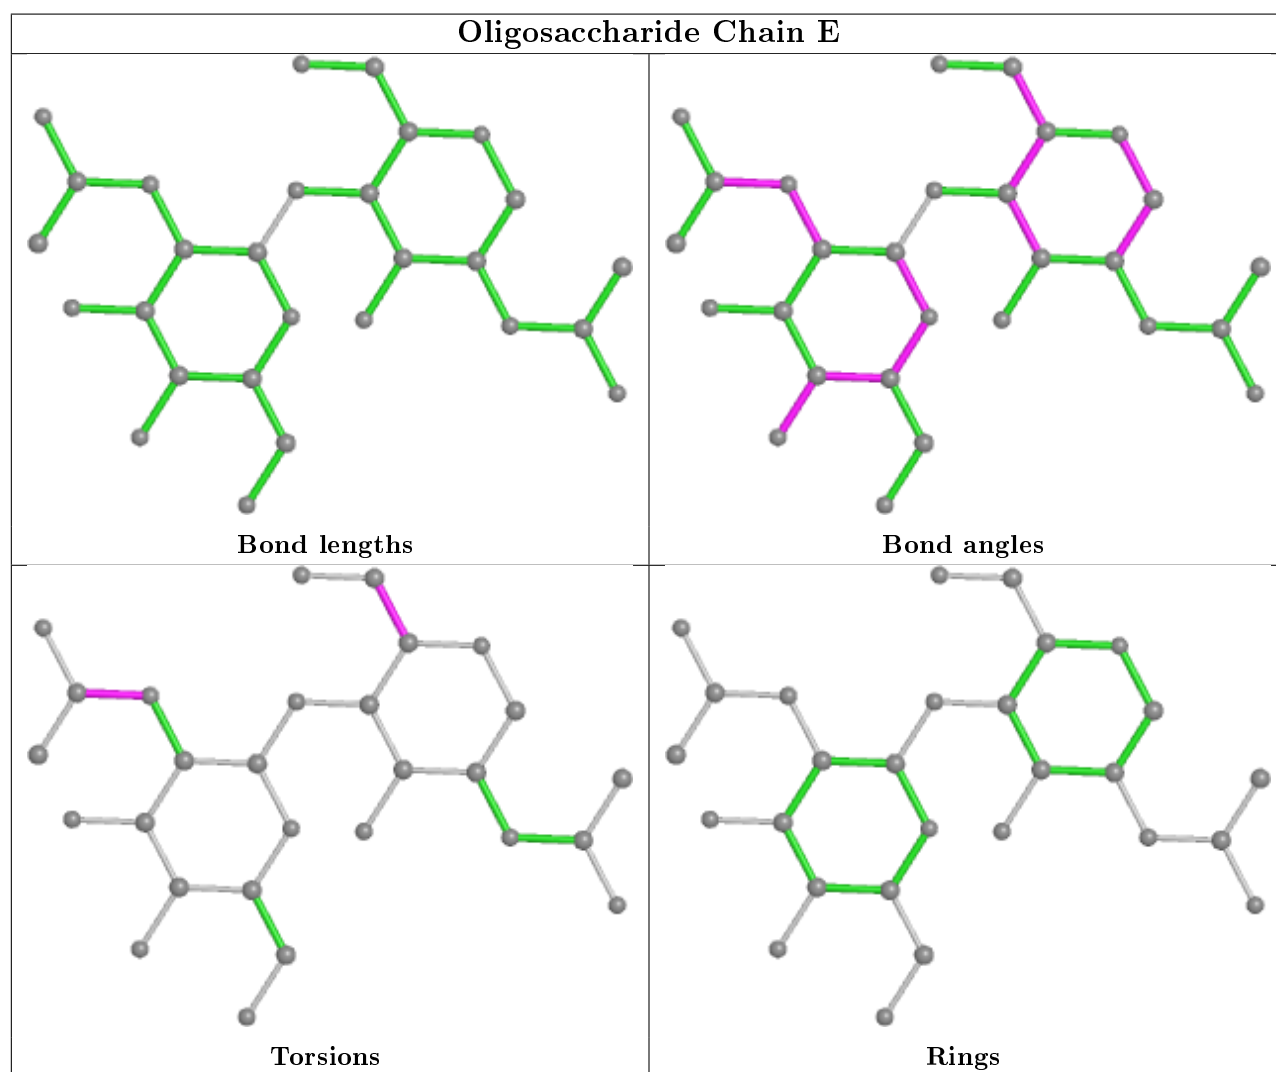 Oligosaccharide Chain E
Bond lengths
Bond angles
Torsions
Rings